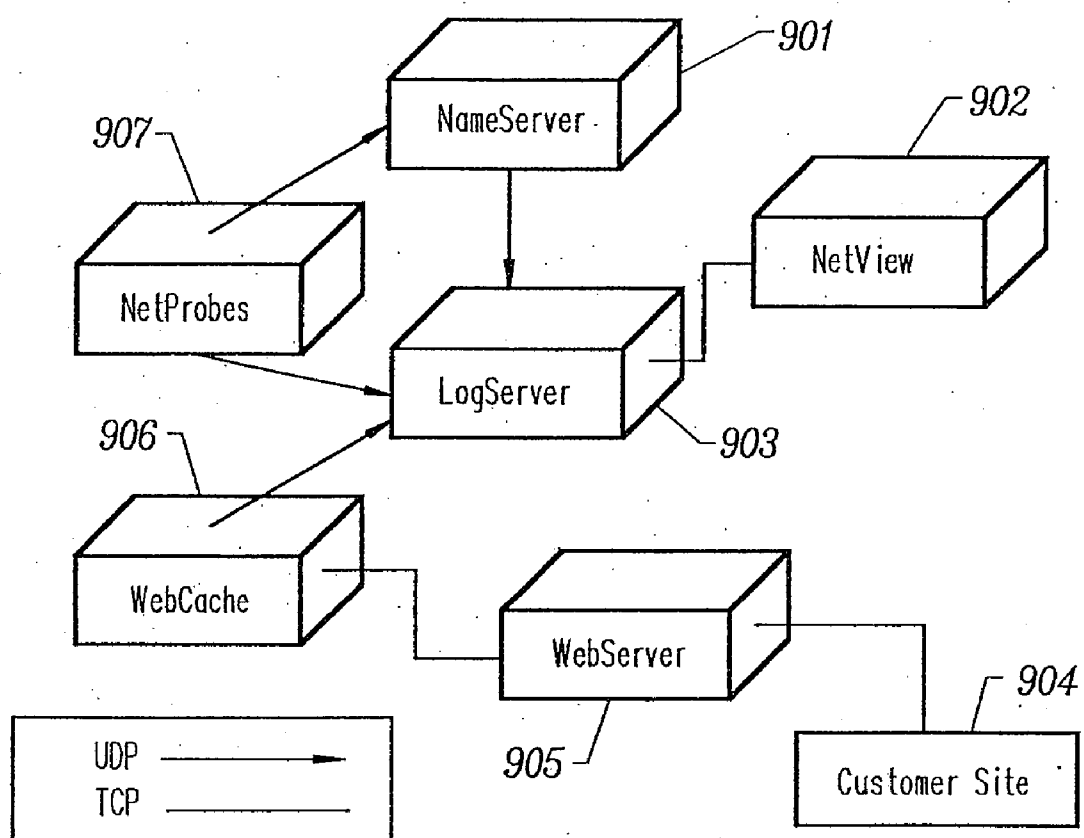 901
NameServer
907
902
NetProbes
NetView
LogServer
903
906
WebCache
WebServer
904
905
Customer Site
UDP
TCP